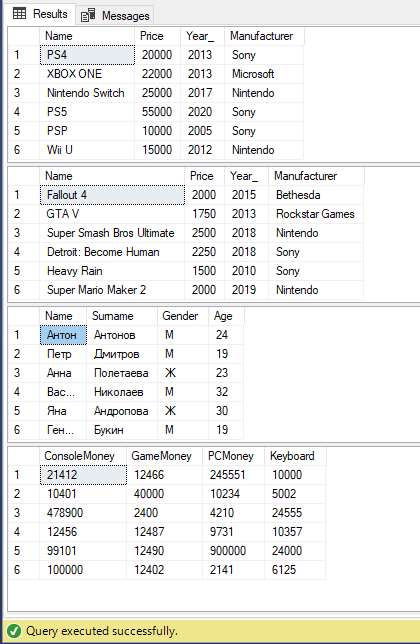 Results Messages
Name Price Year_ Manufacturer
1 PS4 20000 2013 Sony
2 XBOX ONE 22000 2013 Microsoft
3 Nintendo Switch 25000 2017 Nintendo
4 PS5 55000 2020 Sony
5 PSP 10000 2005 Sony
6 Wii U 15000 2012 Nintendo
Name Price Year_ Manufacturer
1 Fallout 4 2000 2015 Bethesda
2 GTA V 1750 2013 Rockstar Games
3 Super Smash Bros Ultimate 2500 2018 Nintendo
4 Detroit: Become Human 2250 2018 Sony
5 Heavy Rain 1500 2010 Sony
6 Super Mario Maker 2 2000 2019 Nintendo
Name Surname Gender Age
1 Антон Антонов М 24
2 Петр Дмитров М 19
3 Анна Полетаева Ж 23
4 Вас... Николаев М 32
5 Яна Андропова Ж 30
6 Ген... Букин М 19
ConsoleMoney GameMoney PCMoney Keyboard
1 21412 12466 245551 10000
2 10401 40000 10234 5002
3 478900 2400 4210 24555
4 12456 12487 9731 10357
5 99101 12490 900000 24000
6 100000 12402 2141 6125
Query executed successfully.